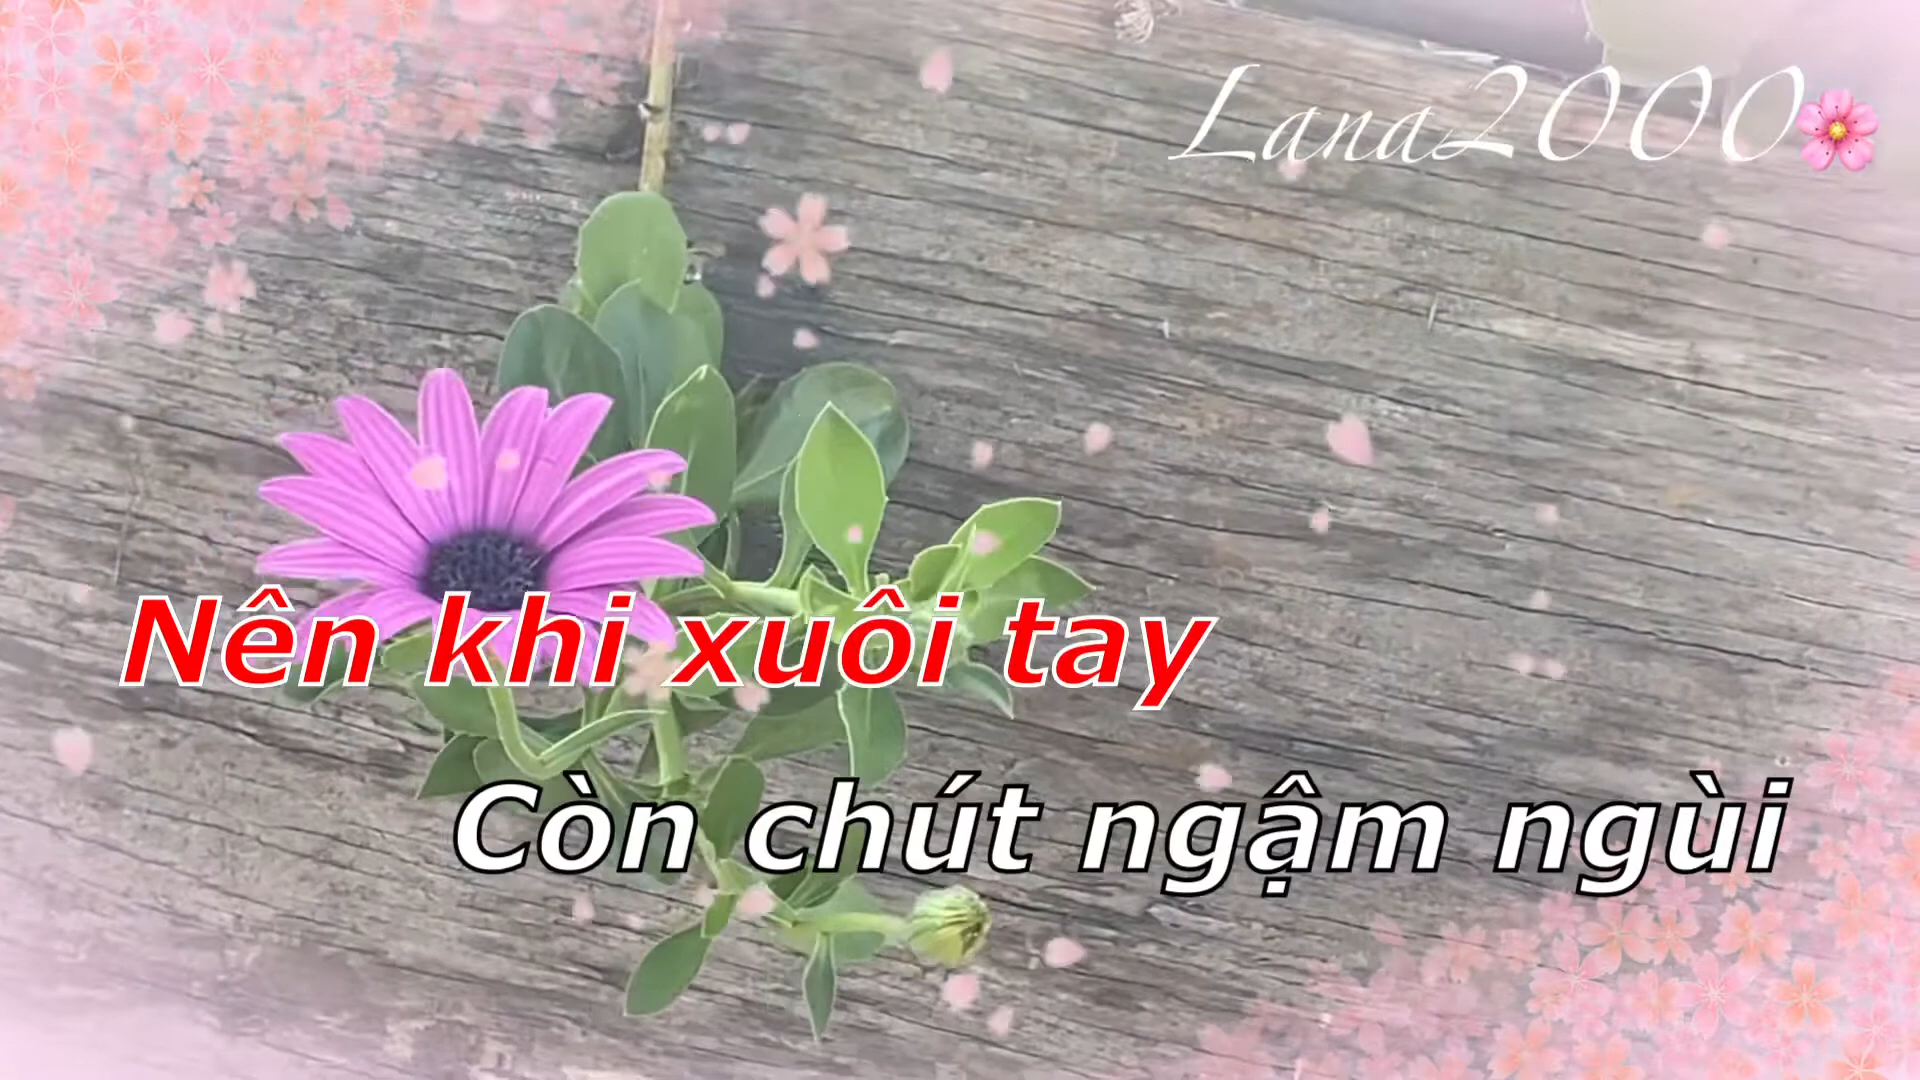 Lana2000🌸
Nên khi xuôi tay
Còn chút ngậm ngùi